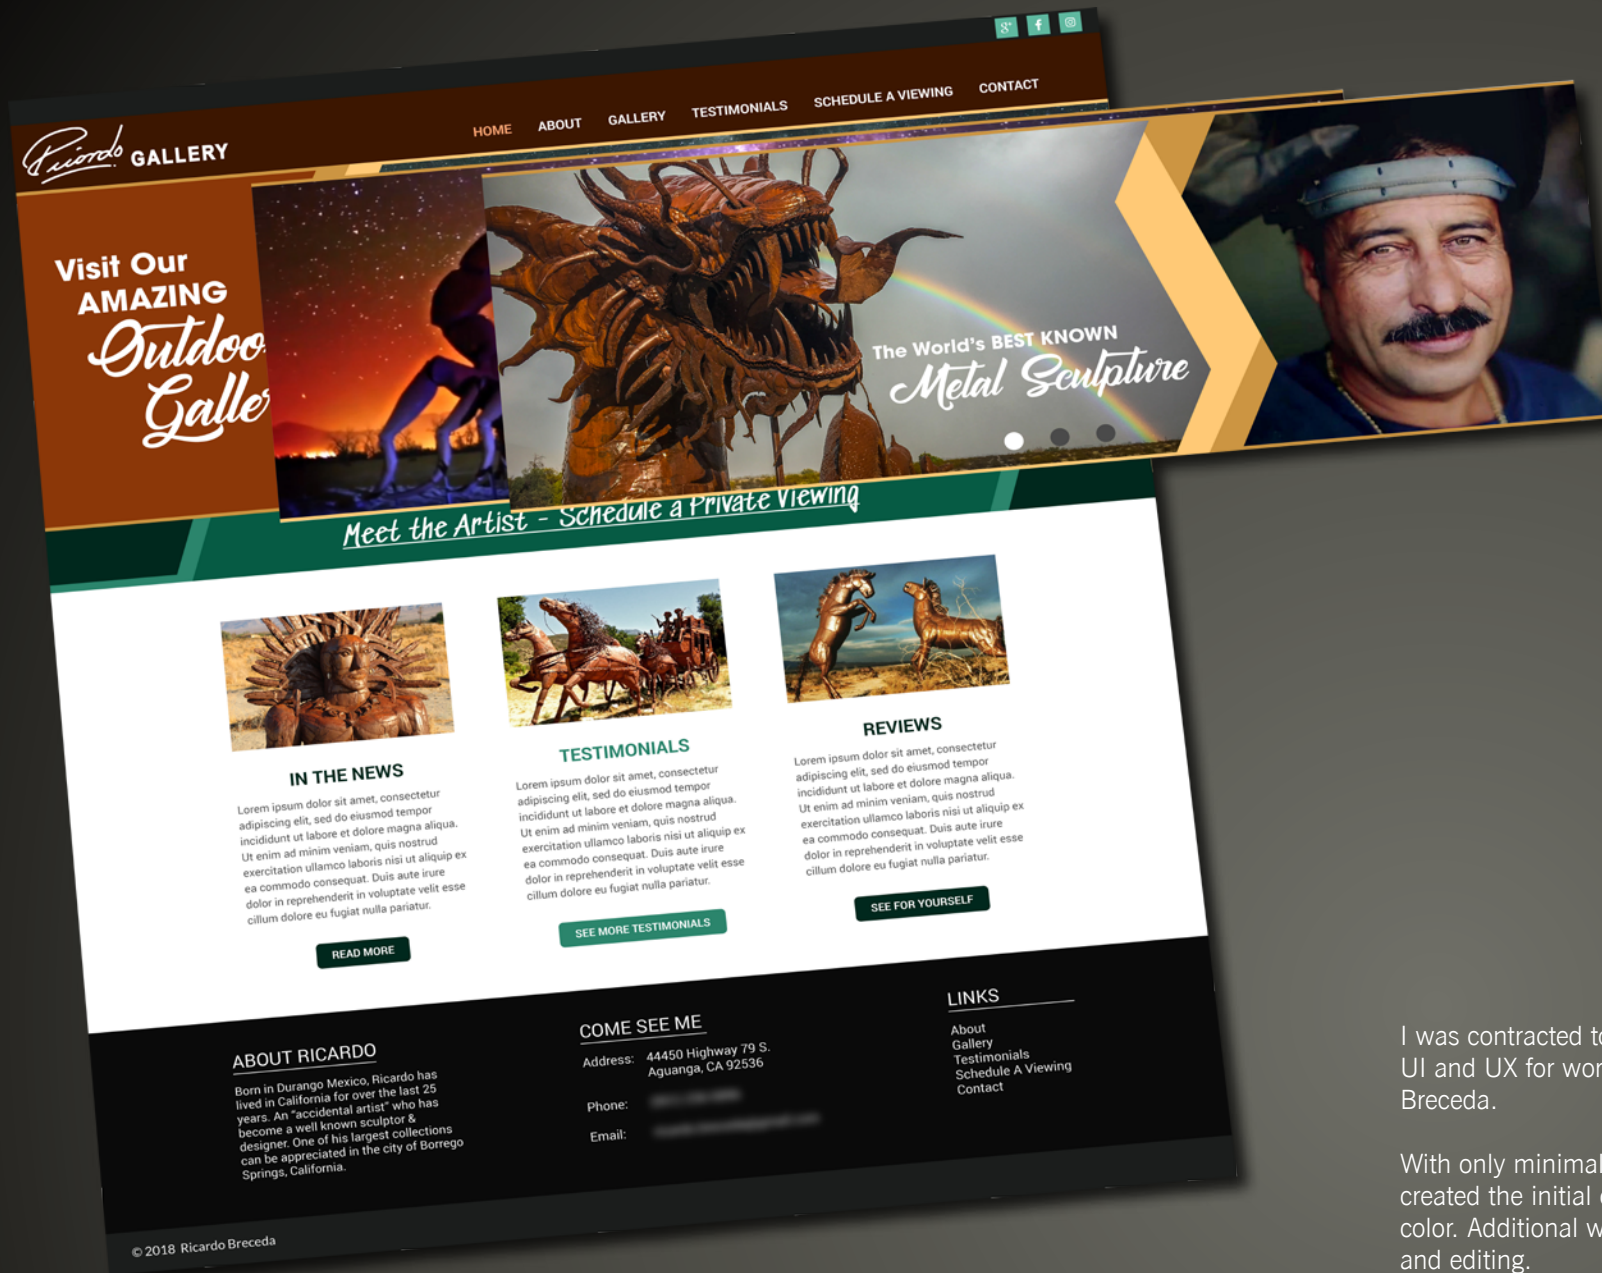 g+ f
Ricardo GALLERY
HOME ABOUT GALLERY TESTIMONIALS SCHEDULE A VIEWING CONTACT
Visit Our
AMAZING
Outdoo
Galle
The World's BEST KNOWN
Metal Sculpture
Meet the Artist - Schedule a Private Viewing
IN THE NEWS
Lorem ipsum dolor sit amet, consectetur
adipiscing elit, sed do eiusmod tempor
incididunt ut labore et dolore magna aliqua.
Ut enim ad minim veniam, quis nostrud
exercitation ullamco laboris nisi ut aliquip ex
ea commodo consequat. Duis aute irure
dolor in reprehenderit in voluptate velit esse
cillum dolore eu fugiat nulla pariatur.
READ MORE
TESTIMONIALS
Lorem ipsum dolor sit amet, consectetur
adipiscing elit, sed do eiusmod tempor
incididunt ut labore et dolore magna aliqua.
Ut enim ad minim veniam, quis nostrud
exercitation ullamco laboris nisi ut aliquip ex
ea commodo consequat. Duis aute irure
dolor in reprehenderit in voluptate velit esse
cillum dolore eu fugiat nulla pariatur.
SEE MORE TESTIMONIALS
REVIEWS
Lorem ipsum dolor sit amet, consectetur
adipiscing elit, sed do eiusmod tempor
incididunt ut labore et dolore magna aliqua.
Ut enim ad minim veniam, quis nostrud
exercitation ullamco laboris nisi ut aliquip ex
ea commodo consequat. Duis aute irure
dolor in reprehenderit in voluptate velit esse
cillum dolore eu fugiat nulla pariatur.
SEE FOR YOURSELF
ABOUT RICARDO
Born in Durango Mexico, Ricardo has
lived in California for over the last 25
years. An "accidental artist" who has
become a well known sculptor &
designer. One of his largest collections
can be appreciated in the city of Borrego
Springs, California.
COME SEE ME
Address: 44450 Highway 79 S.
Aguanga, CA 92536
Phone:
Email:
LINKS
About
Gallery
Testimonials
Schedule A Viewing
Contact
© 2018 Ricardo Breceda
I was contracted to
UI and UX for wor
Breceda.
With only minimal
created the initial
color. Additional w
and editing.